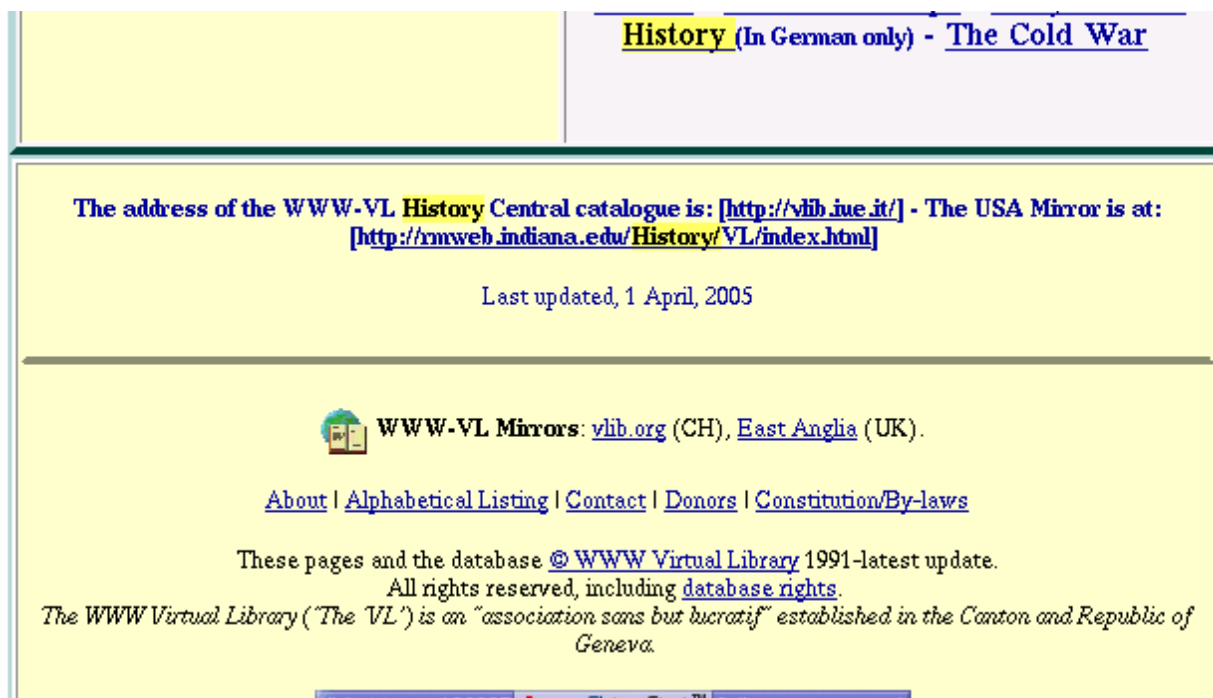 History (In German only) - The Cold War
The address of the WWW-VL History Central catalogue is: [http://vlib.iue.it/] - The USA Mirror is at:
[http://rmweb.indiana.edu/History/VL/index.html]
Last updated, 1 April, 2005
WWW-VL Mirrors: vlib.org (CH), East Anglia (UK).
About | Alphabetical Listing | Contact | Donors | Constitution/By-laws
These pages and the database © WWW Virtual Library 1991-latest update.
All rights reserved, including database rights.
The WWW Virtual Library ('The VL') is an "association sans but lucratif" established in the Canton and Republic of
Geneva.